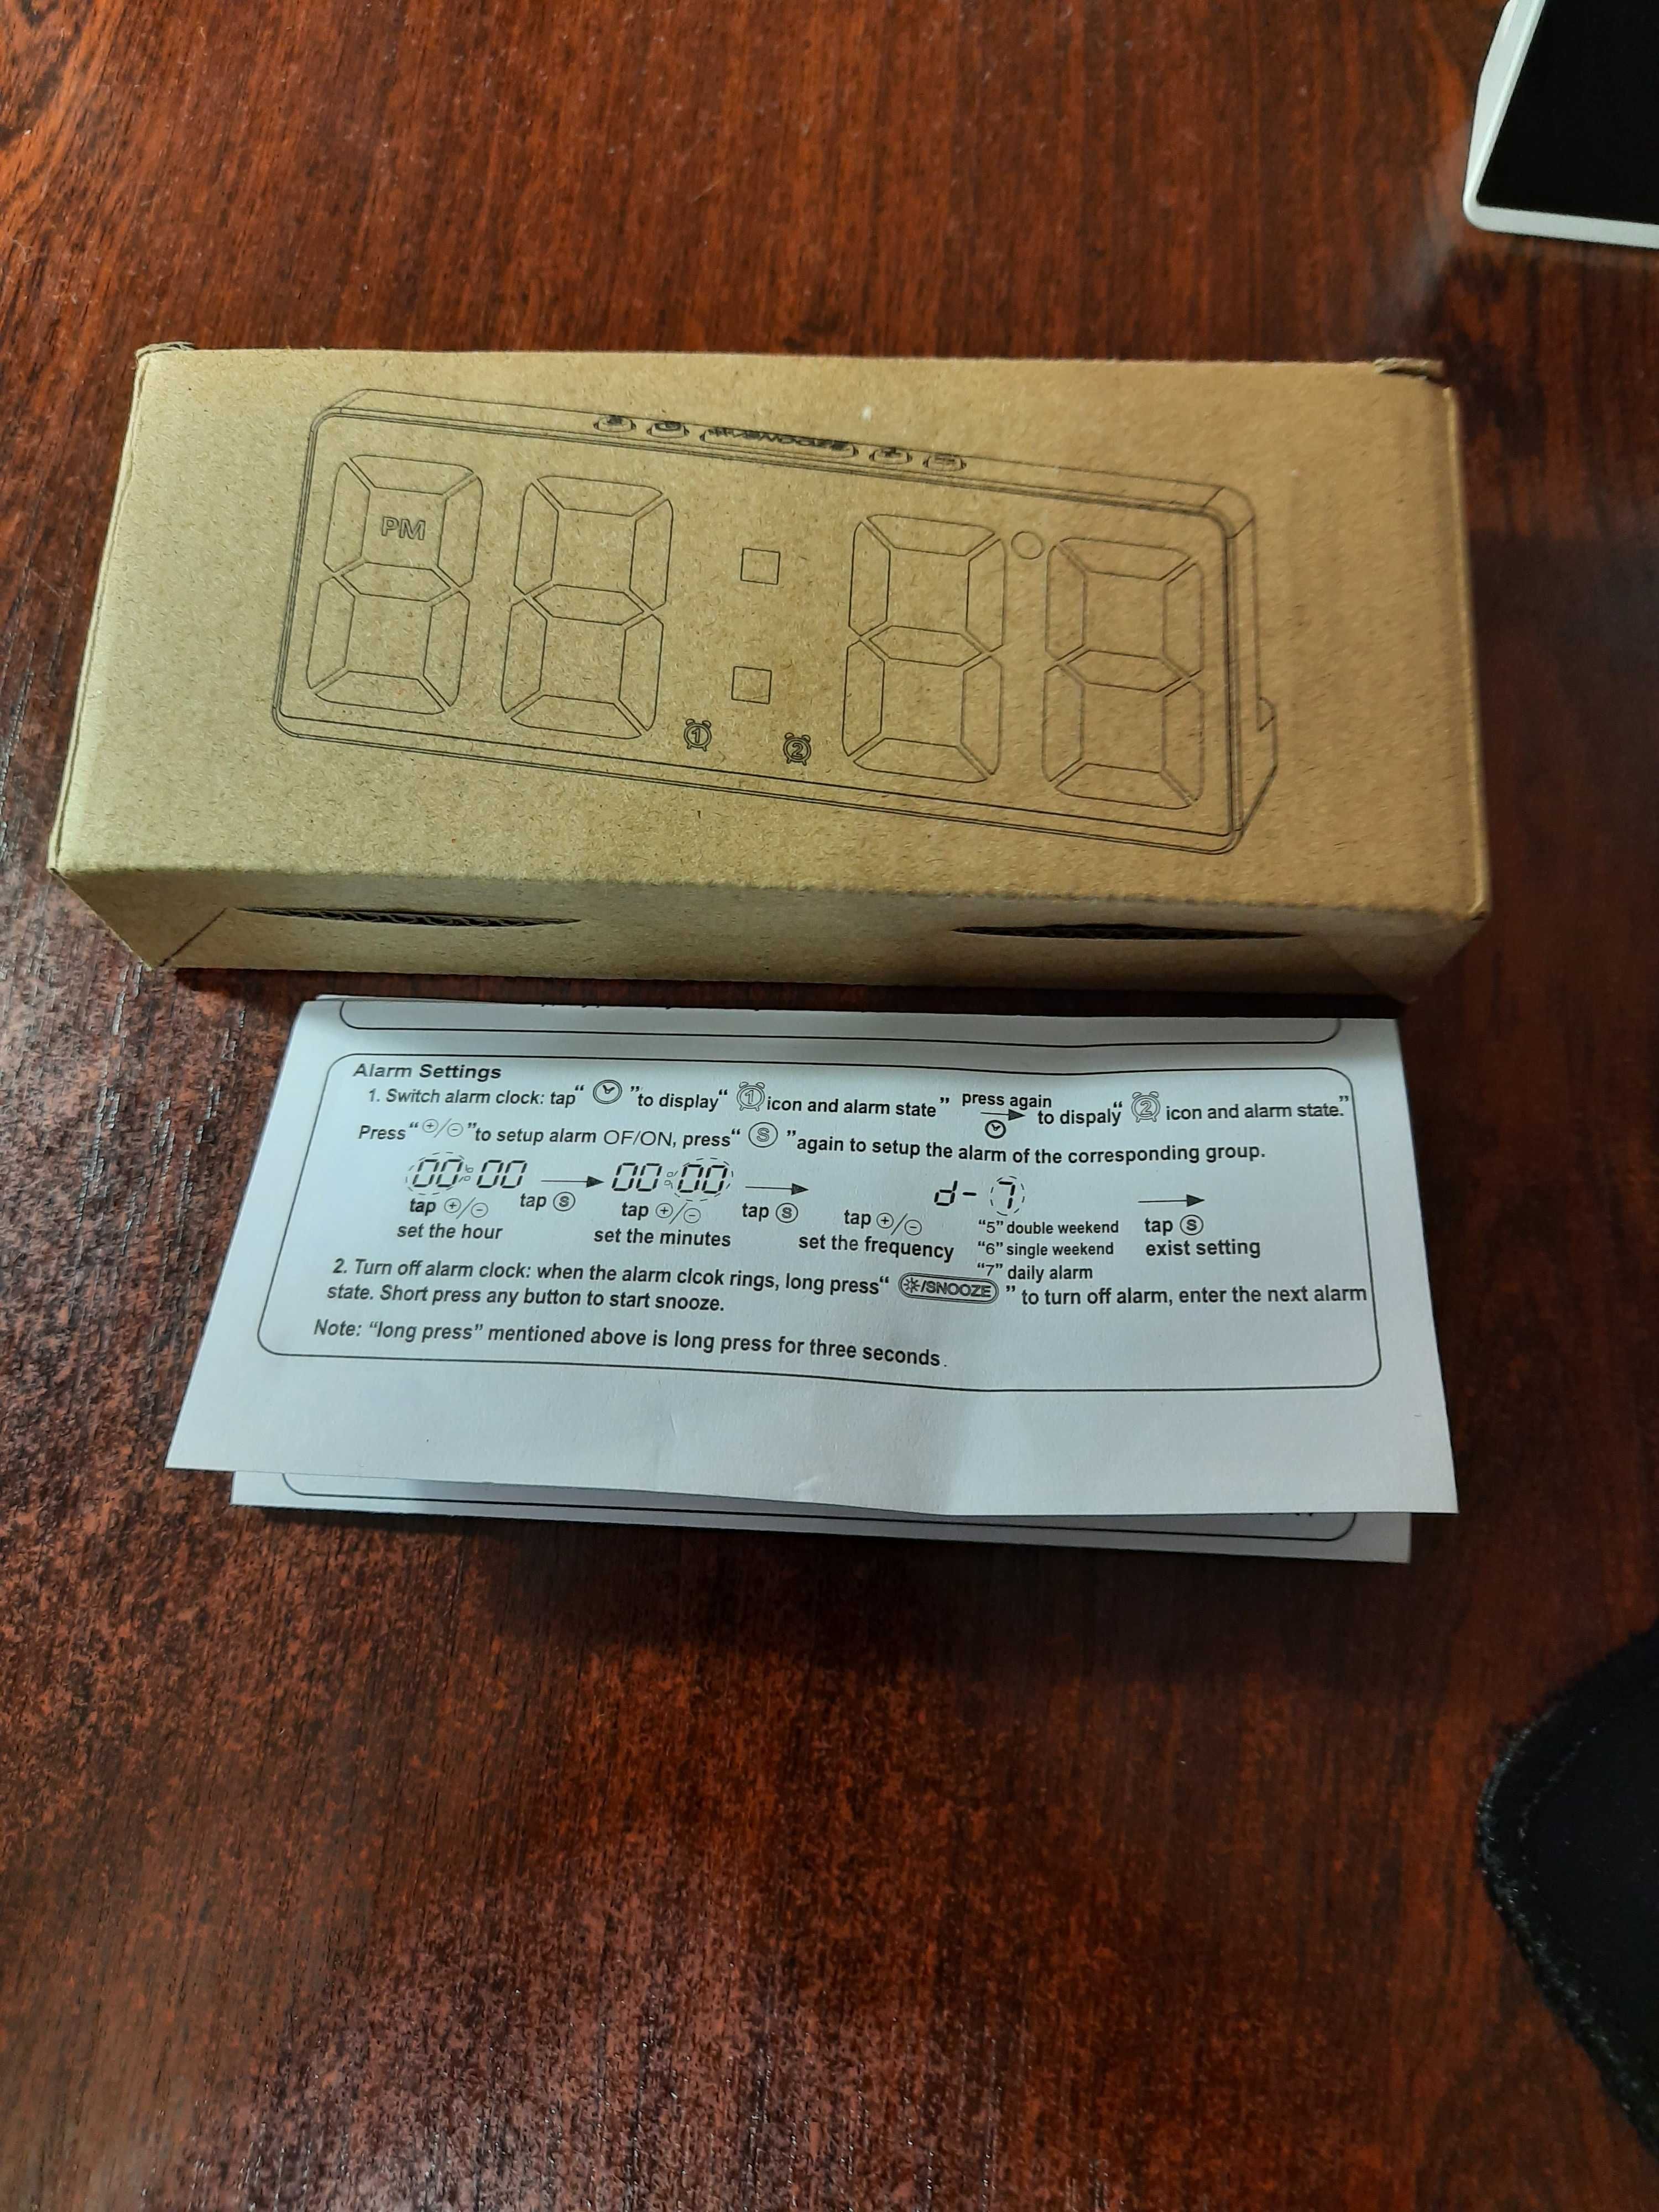 SNOOZE
PM
1
2
Alarm Settings
1. Switch alarm clock: tap“ ”to display“ 1 icon and alarm state” press again to dispaly“ 2 icon and alarm state.”
Press“+/-”to setup alarm OF/ON, press“ S ”again to setup the alarm of the corresponding group.
00:00 00:00 d-7
tap +/- tap S tap +/- tap S tap +/- “5” double weekend tap S
set the hour set the minutes set the frequency “6” single weekend exist setting
“7” daily alarm
2. Turn off alarm clock: when the alarm clcok rings, long press“ /SNOOZE ” to turn off alarm, enter the next alarm
state. Short press any button to start snooze.
Note: “long press” mentioned above is long press for three seconds.